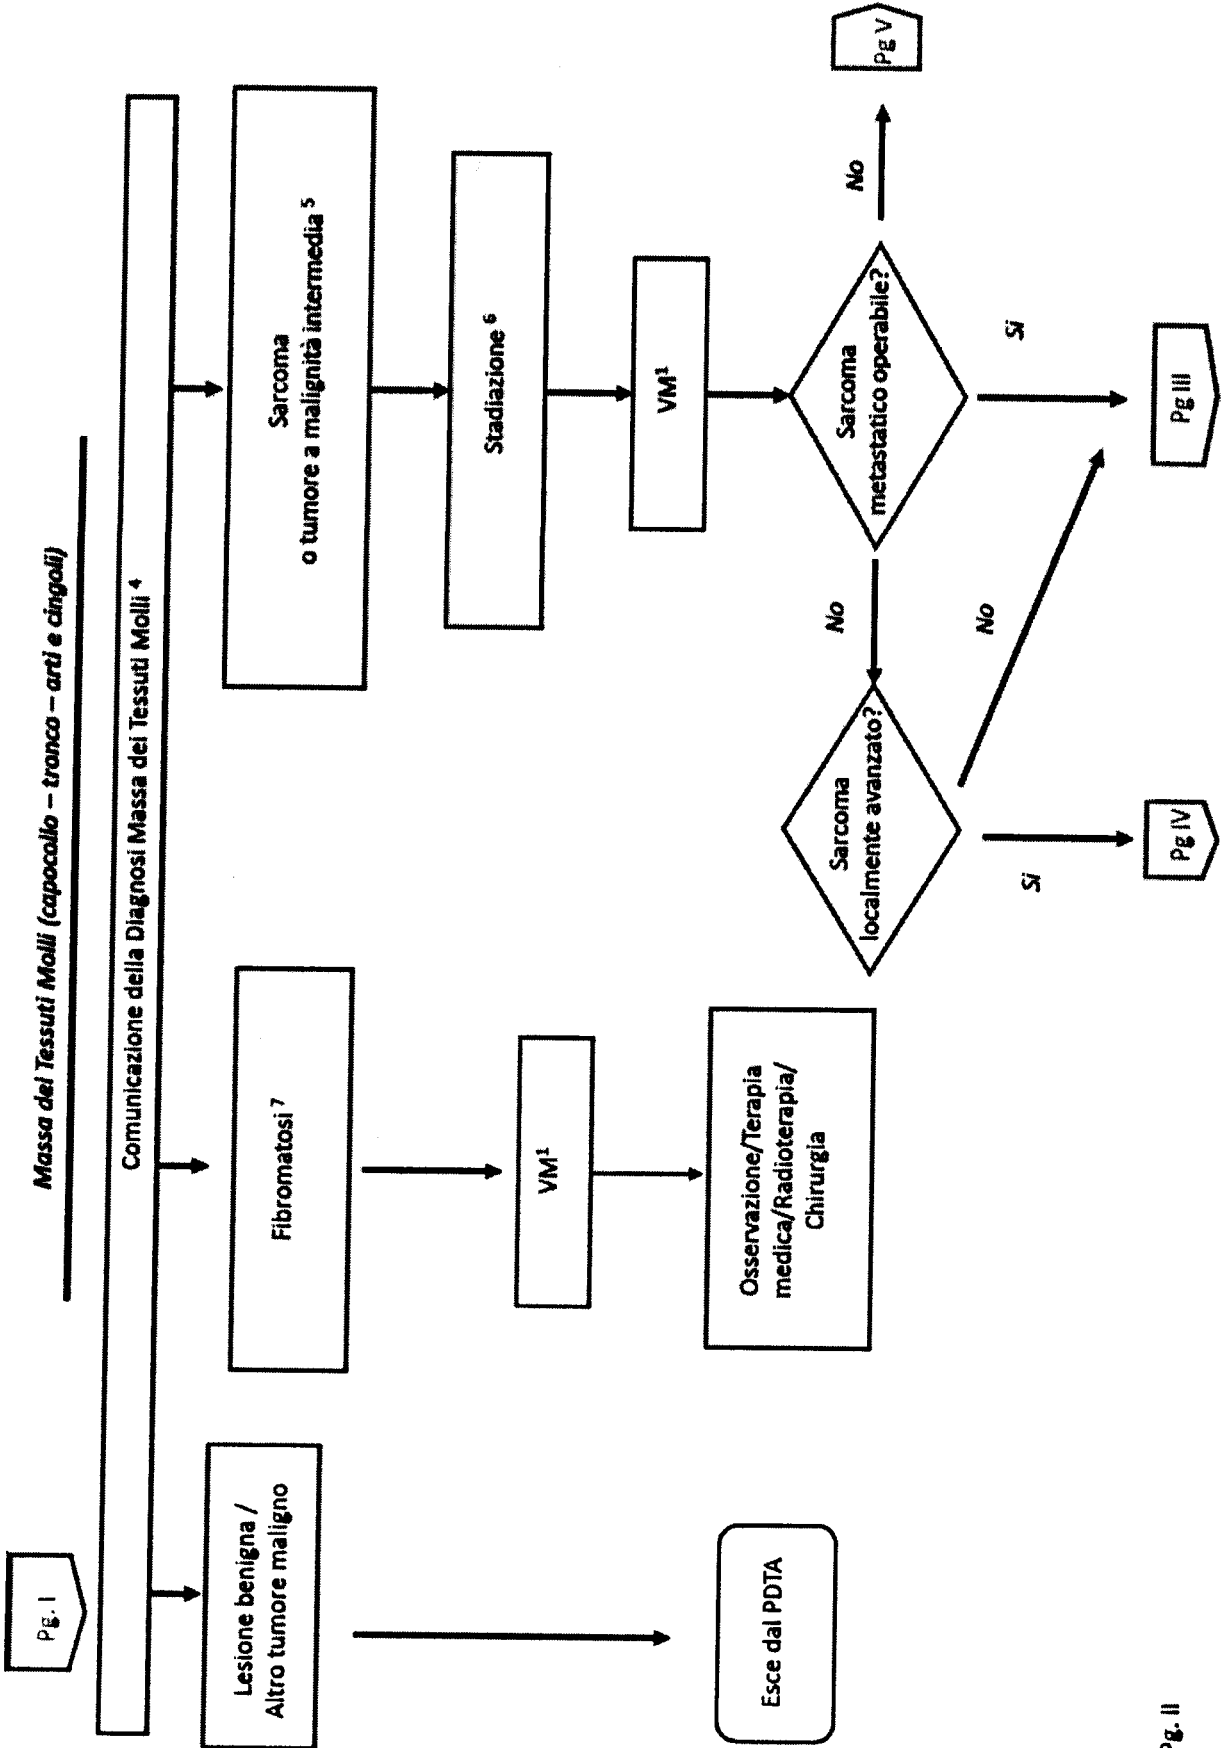 Massa dei Tessuti Molli (capocollo – tronco – arti e cingoli)
Pg. I
Comunicazione della Diagnosi Massa dei Tessuti Molli ⁴
Lesione benigna /
Altro tumore maligno
Esce dal PDTA
Fibromatosi ⁷
VM¹
Osservazione/Terapia
medica/Radioterapia/
Chirurgia
Sarcoma
o tumore a malignità intermedia ⁵
Stadiazione ⁶
VM¹
Sarcoma
metastatico operabile?
No
Pg V
Si
Pg III
No
Sarcoma
localmente avanzato?
No
Si
Pg IV
Pg. II